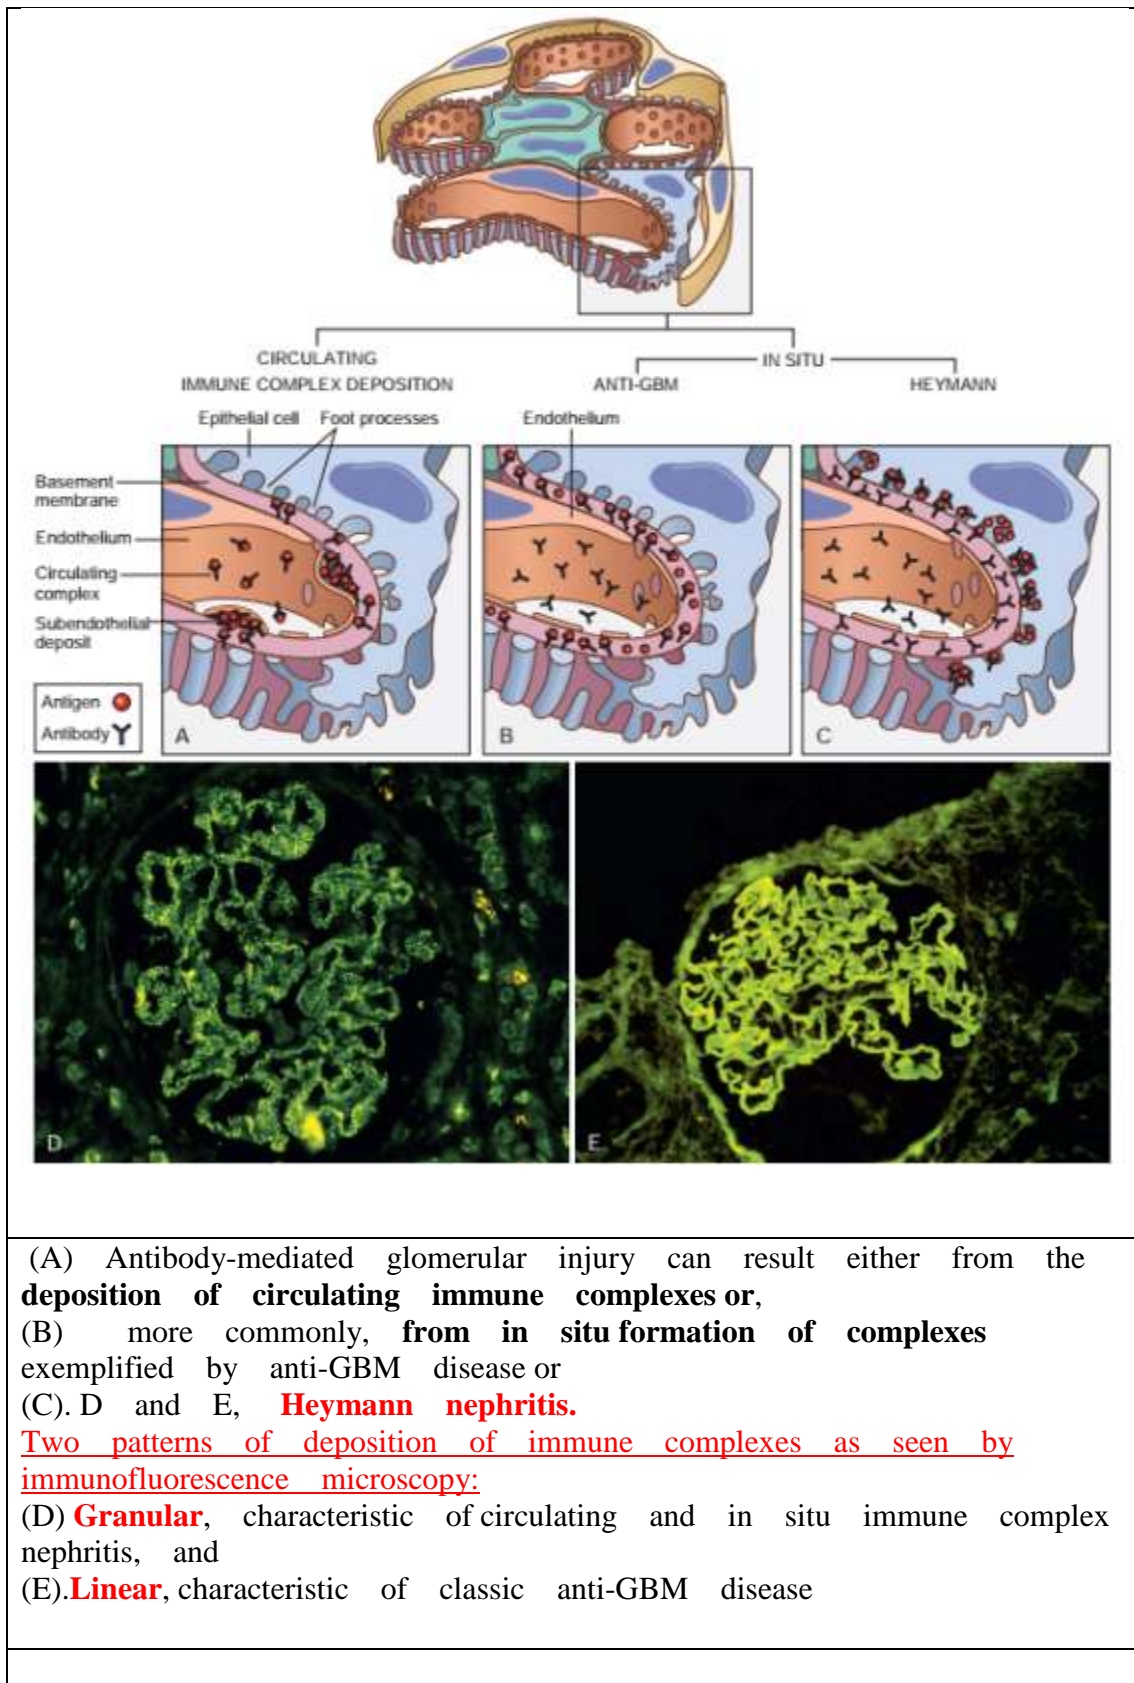 CIRCULATING
IMMUNE COMPLEX DEPOSITION
IN SITU
ANTI-GBM
HEYMANN
Epithelial cell
Foot processes
Endothelium
Basement
membrane
Endothelium
Circulating
complex
Subendothelial
deposit
Antigen
Antibody
A
B
C
D
E
(A) Antibody-mediated glomerular injury can result either from the
deposition of circulating immune complexes or,
(B) more commonly, from in situ formation of complexes
exemplified by anti-GBM disease or
(C). D and E, Heymann nephritis.
Two patterns of deposition of immune complexes as seen by
immunofluorescence microscopy:
(D) Granular, characteristic of circulating and in situ immune complex
nephritis, and
(E).Linear, characteristic of classic anti-GBM disease